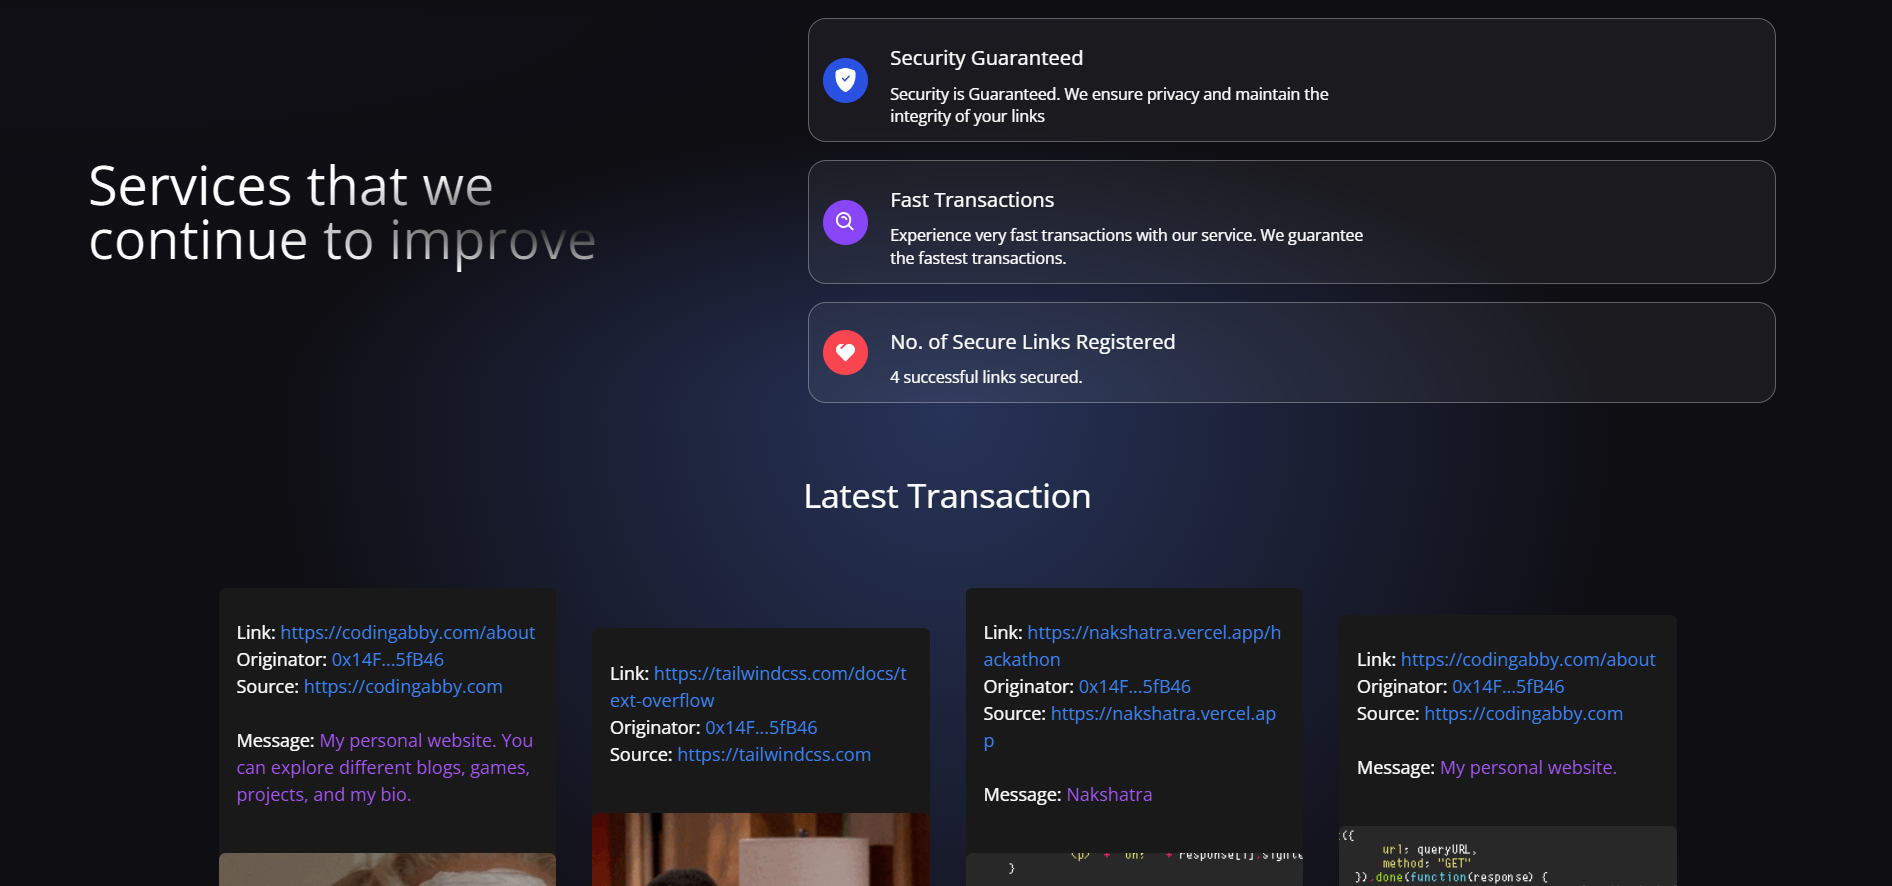 Services that we
continue to improve
Security Guaranteed
Security is Guaranteed. We ensure privacy and maintain the
integrity of your links
Fast Transactions
Experience very fast transactions with our service. We guarantee
the fastest transactions.
No. of Secure Links Registered
4 successful links secured.
Latest Transaction
Link: https://codingabby.com/about
Originator: 0x14F...5fB46
Source: https://codingabby.com
Message: My personal website. You
can explore different blogs, games,
projects, and my bio.
Link: https://tailwindcss.com/docs/t
ext-overflow
Originator: 0x14F...5fB46
Source: https://tailwindcss.com
Link: https://nakshatra.vercel.app/h
ackathon
Originator: 0x14F...5fB46
Source: https://nakshatra.vercel.ap
p
Message: Nakshatra
}
Link: https://codingabby.com/about
Originator: 0x14F...5fB46
Source: https://codingabby.com
Message: My personal website.
({
url: queryURL,
method: "GET"
}).done(function(response) {